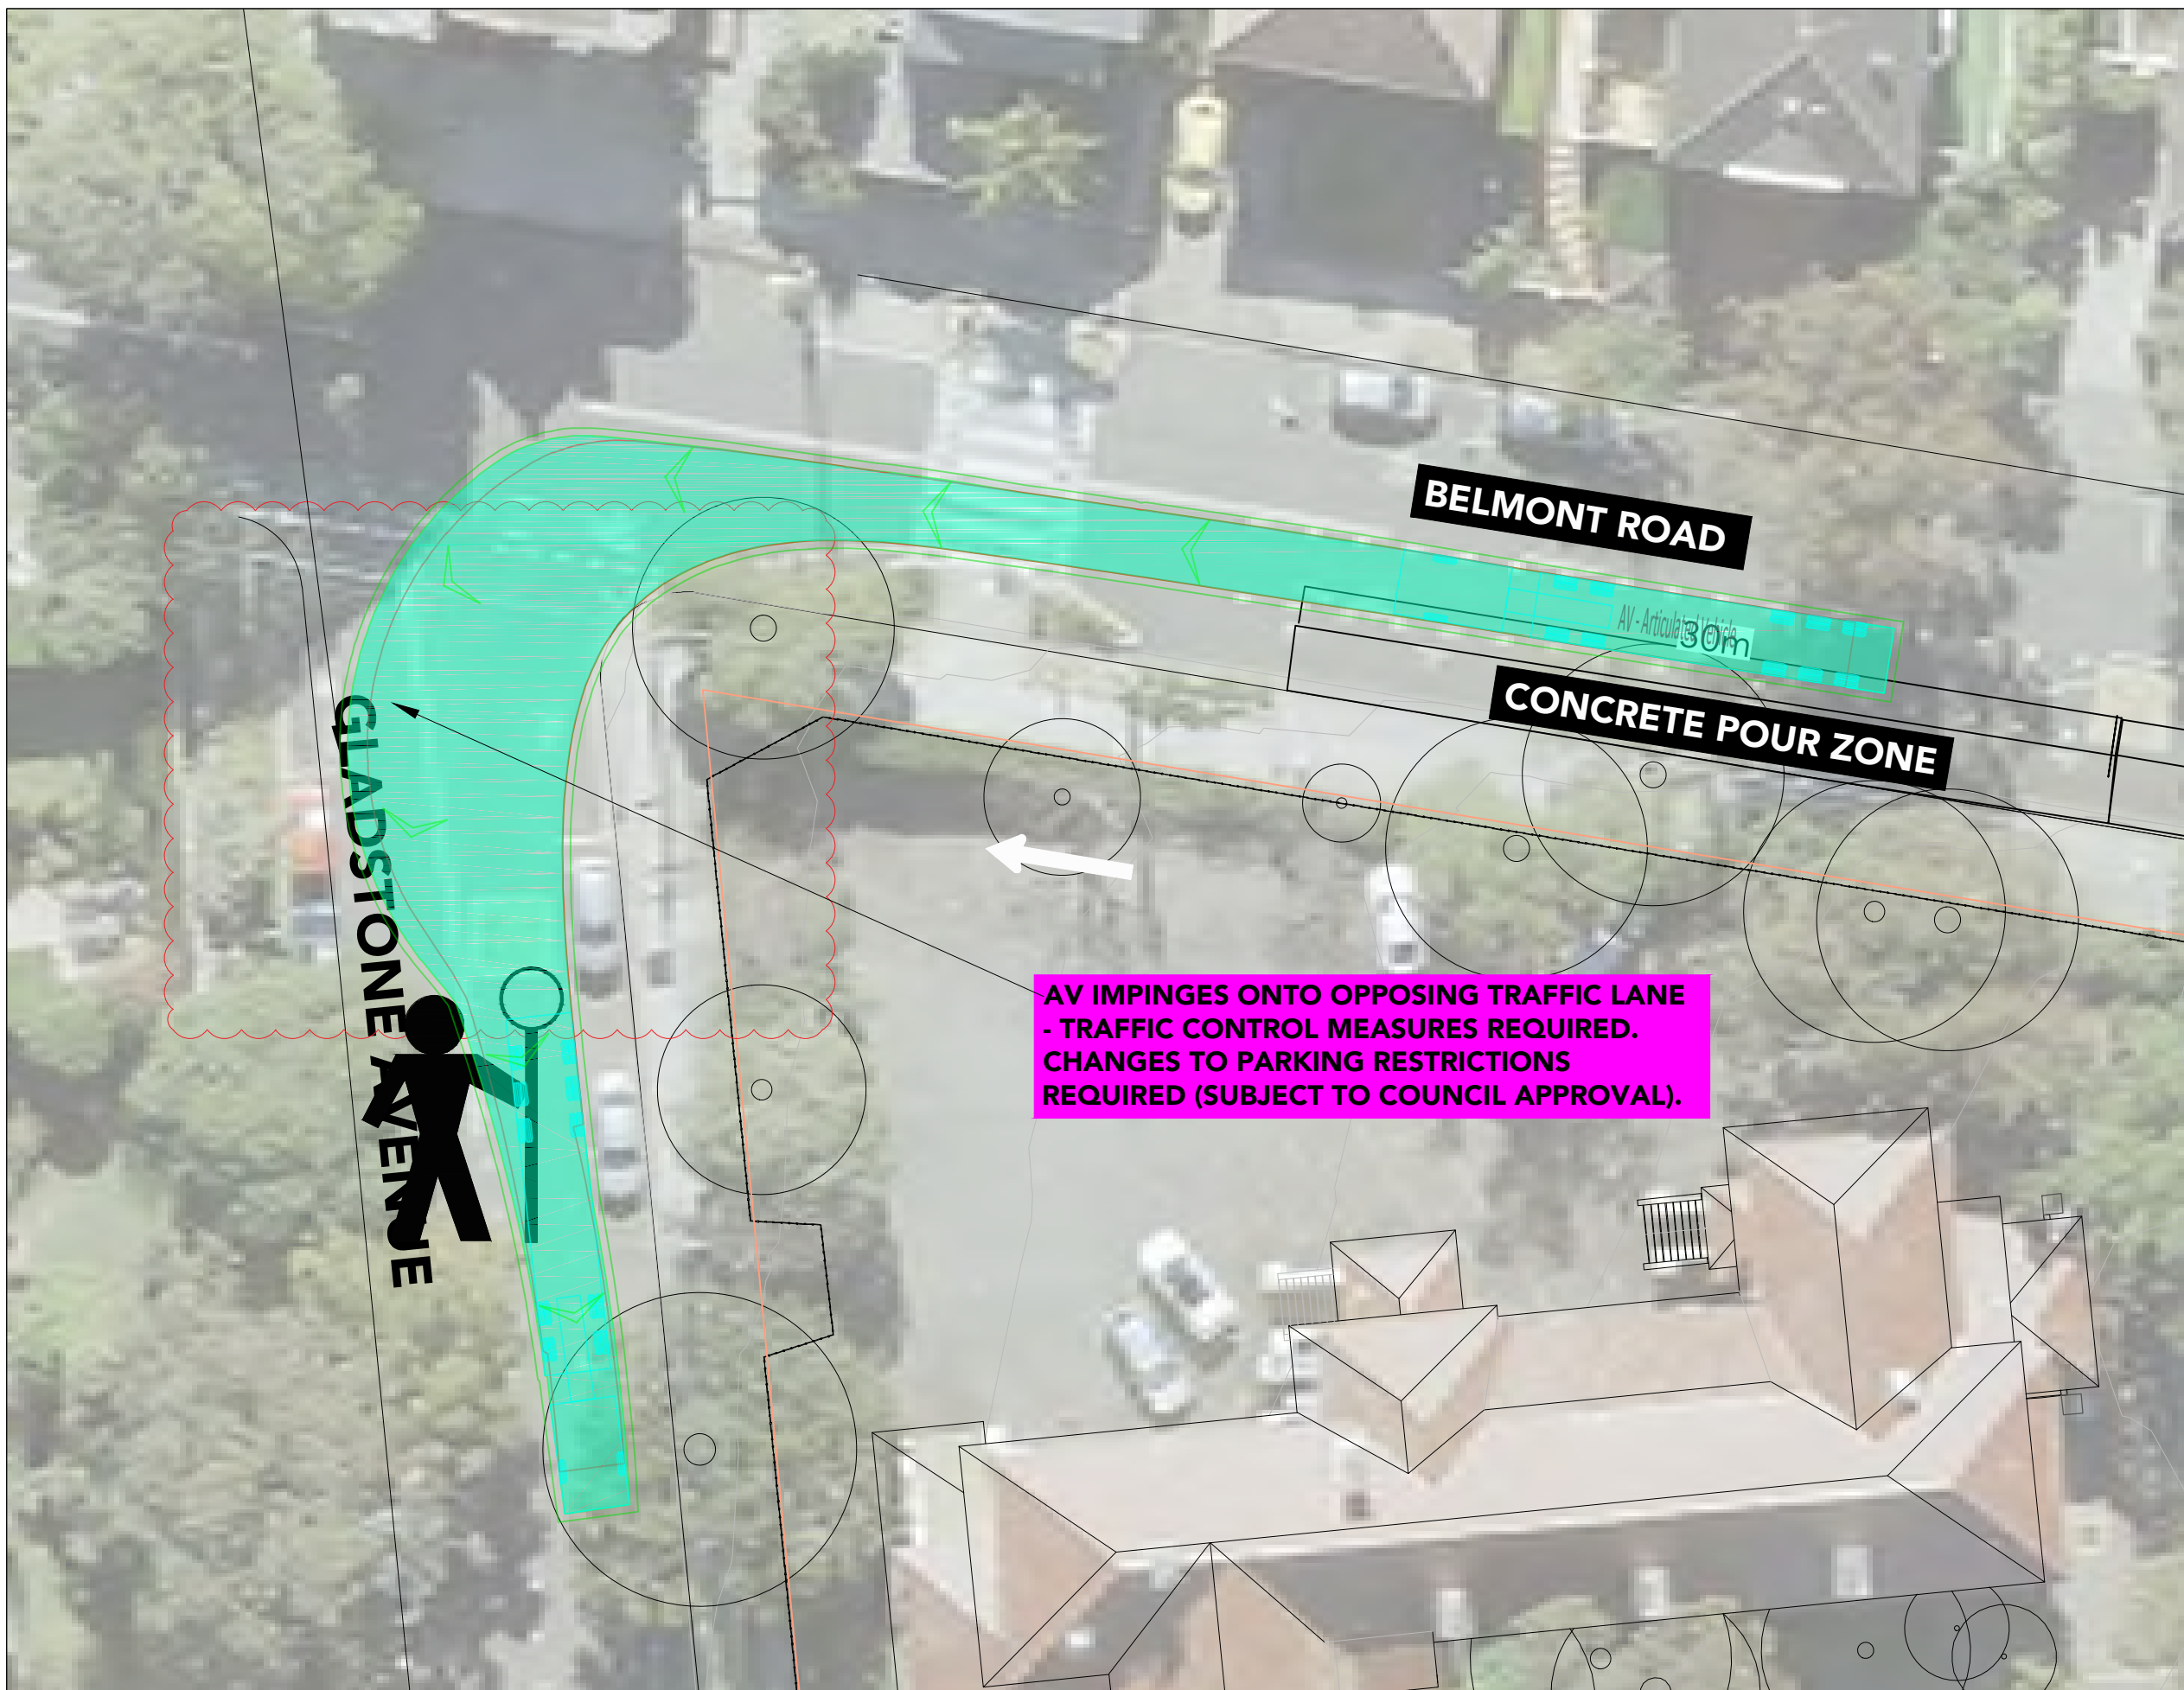 BELMONT ROAD
AV - Articulated Vehicle
30m
CONCRETE POUR ZONE
GLADSTONE AVENUE
AV IMPINGES ONTO OPPOSING TRAFFIC LANE
- TRAFFIC CONTROL MEASURES REQUIRED.
CHANGES TO PARKING RESTRICTIONS
REQUIRED (SUBJECT TO COUNCIL APPROVAL).